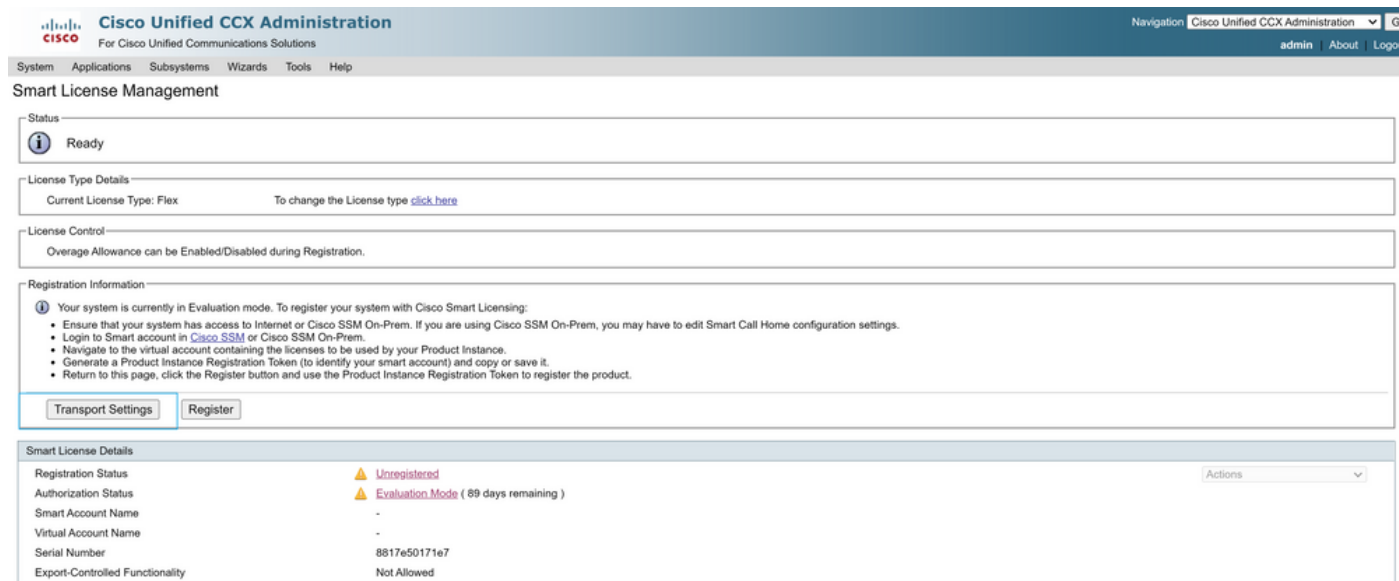 CISCO
Cisco Unified CCX Administration
For Cisco Unified Communications Solutions
Navigation Cisco Unified CCX Administration
admin About
System Applications Subsystems Wizards Tools Help
Smart License Management
Status
Ready
License Type Details
Current License Type: Flex To change the License type click here
License Control
Overage Allowance can be Enabled/Disabled during Registration.
Registration Information
Your system is currently in Evaluation mode. To register your system with Cisco Smart Licensing:
• Ensure that your system has access to Internet or Cisco SSM On-Prem. If you are using Cisco SSM On-Prem, you may have to edit Smart Call Home configuration settings.
• Login to Smart account in Cisco SSM or Cisco SSM On-Prem.
• Navigate to the virtual account containing the licenses to be used by your Product Instance.
• Generate a Product Instance Registration Token (to identify your smart account) and copy or save it.
• Return to this page, click the Register button and use the Product Instance Registration Token to register the product.
Transport Settings Register
Smart License Details
Registration Status Unregistered Actions
Authorization Status Evaluation Mode ( 89 days remaining )
Smart Account Name -
Virtual Account Name -
Serial Number 8817e50171e7
Export-Controlled Functionality Not Allowed